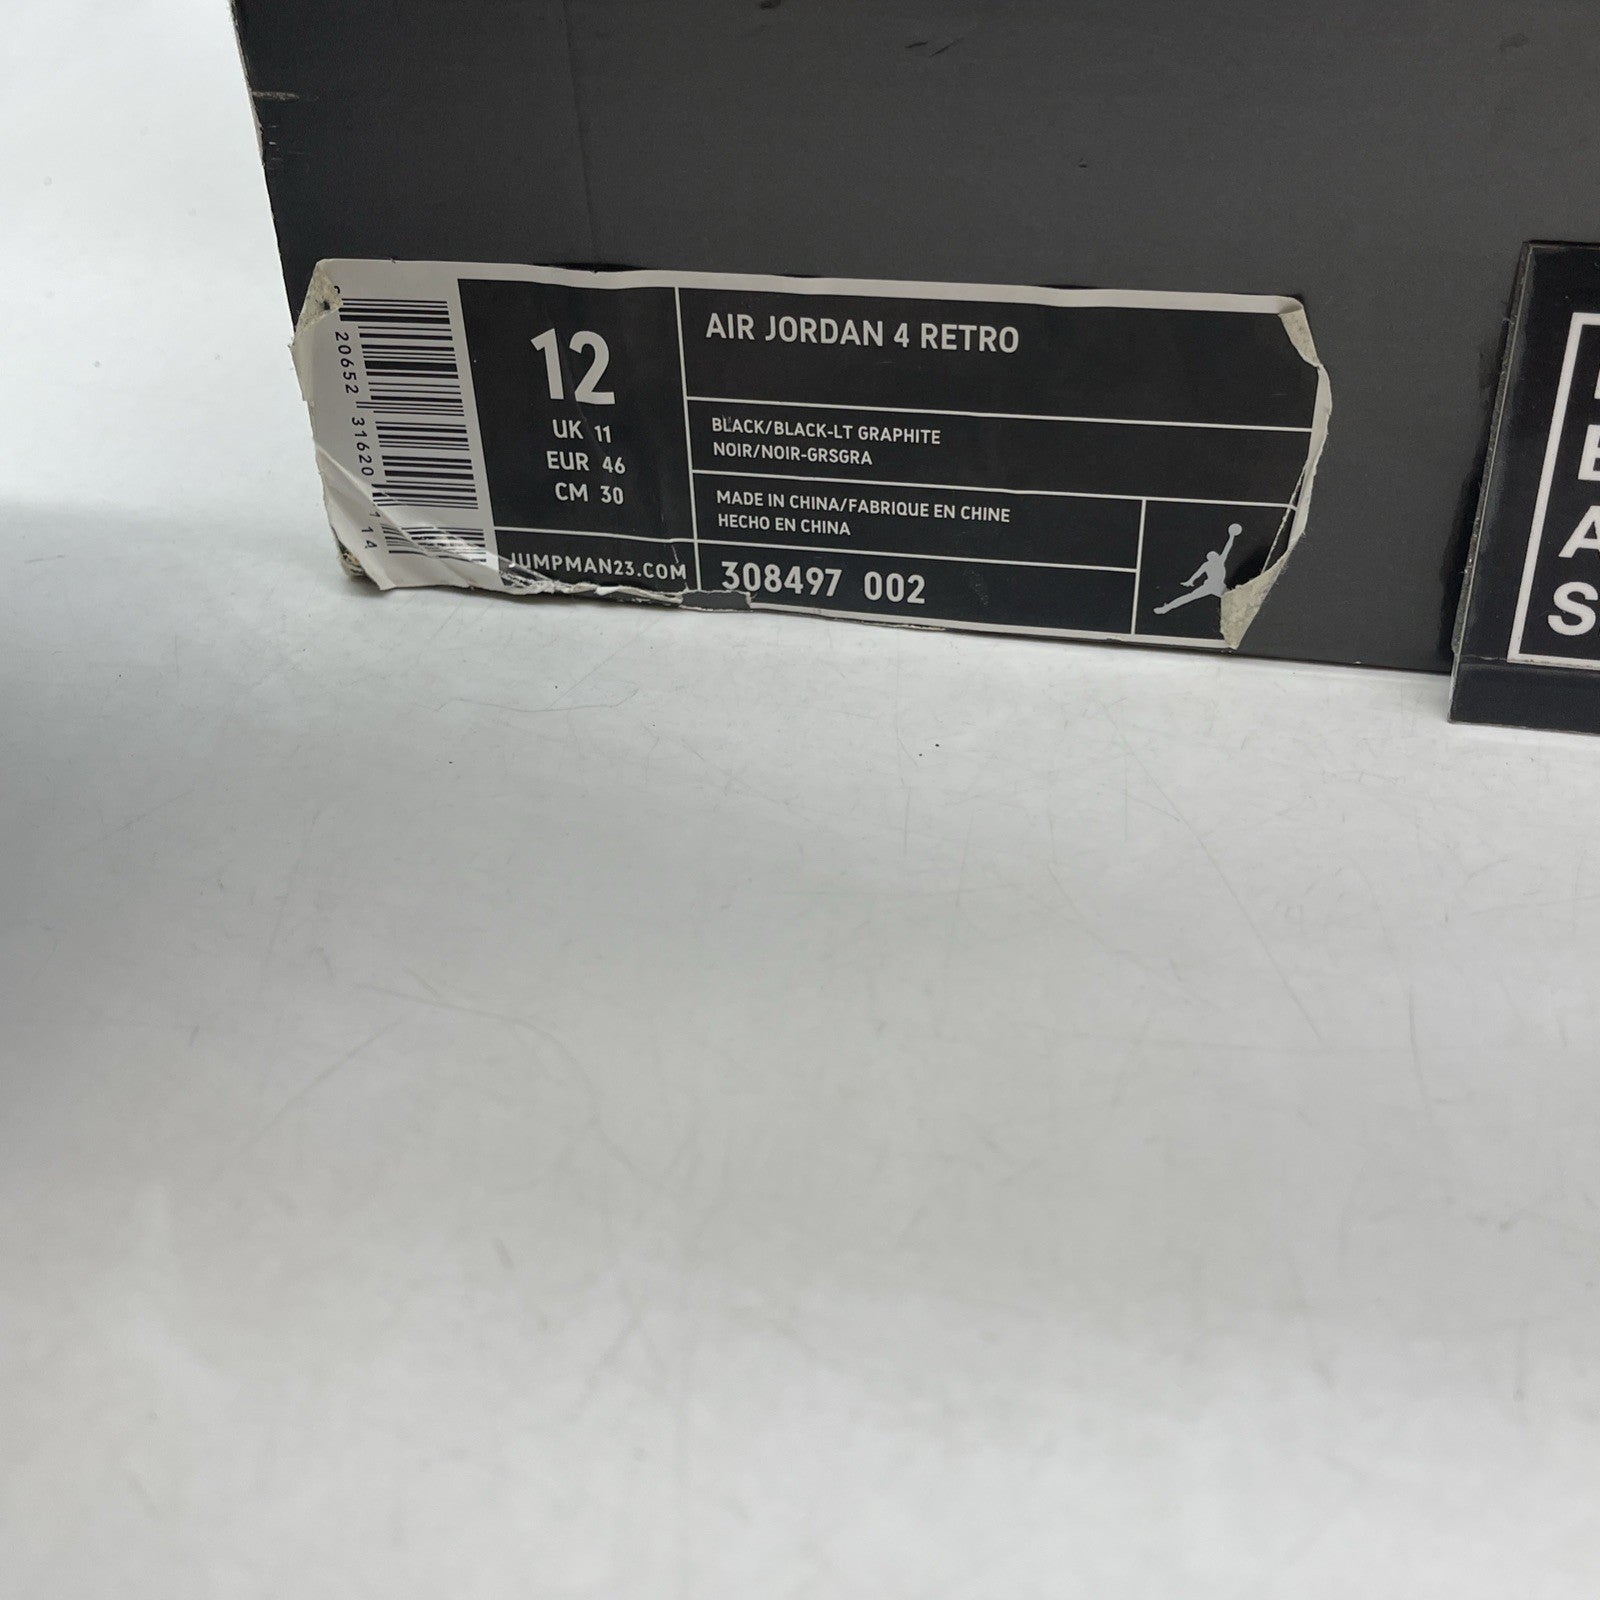 20652 31620
12
UK 11
EUR 46
CM 30
JUMPMAN23.COM
AIR JORDAN 4 RETRO
BLACK/BLACK-LT GRAPHITE
NOIR/NOIR-GRSGRA
MADE IN CHINA/FABRIQUE EN CHINE
HECHO EN CHINA
308497 002